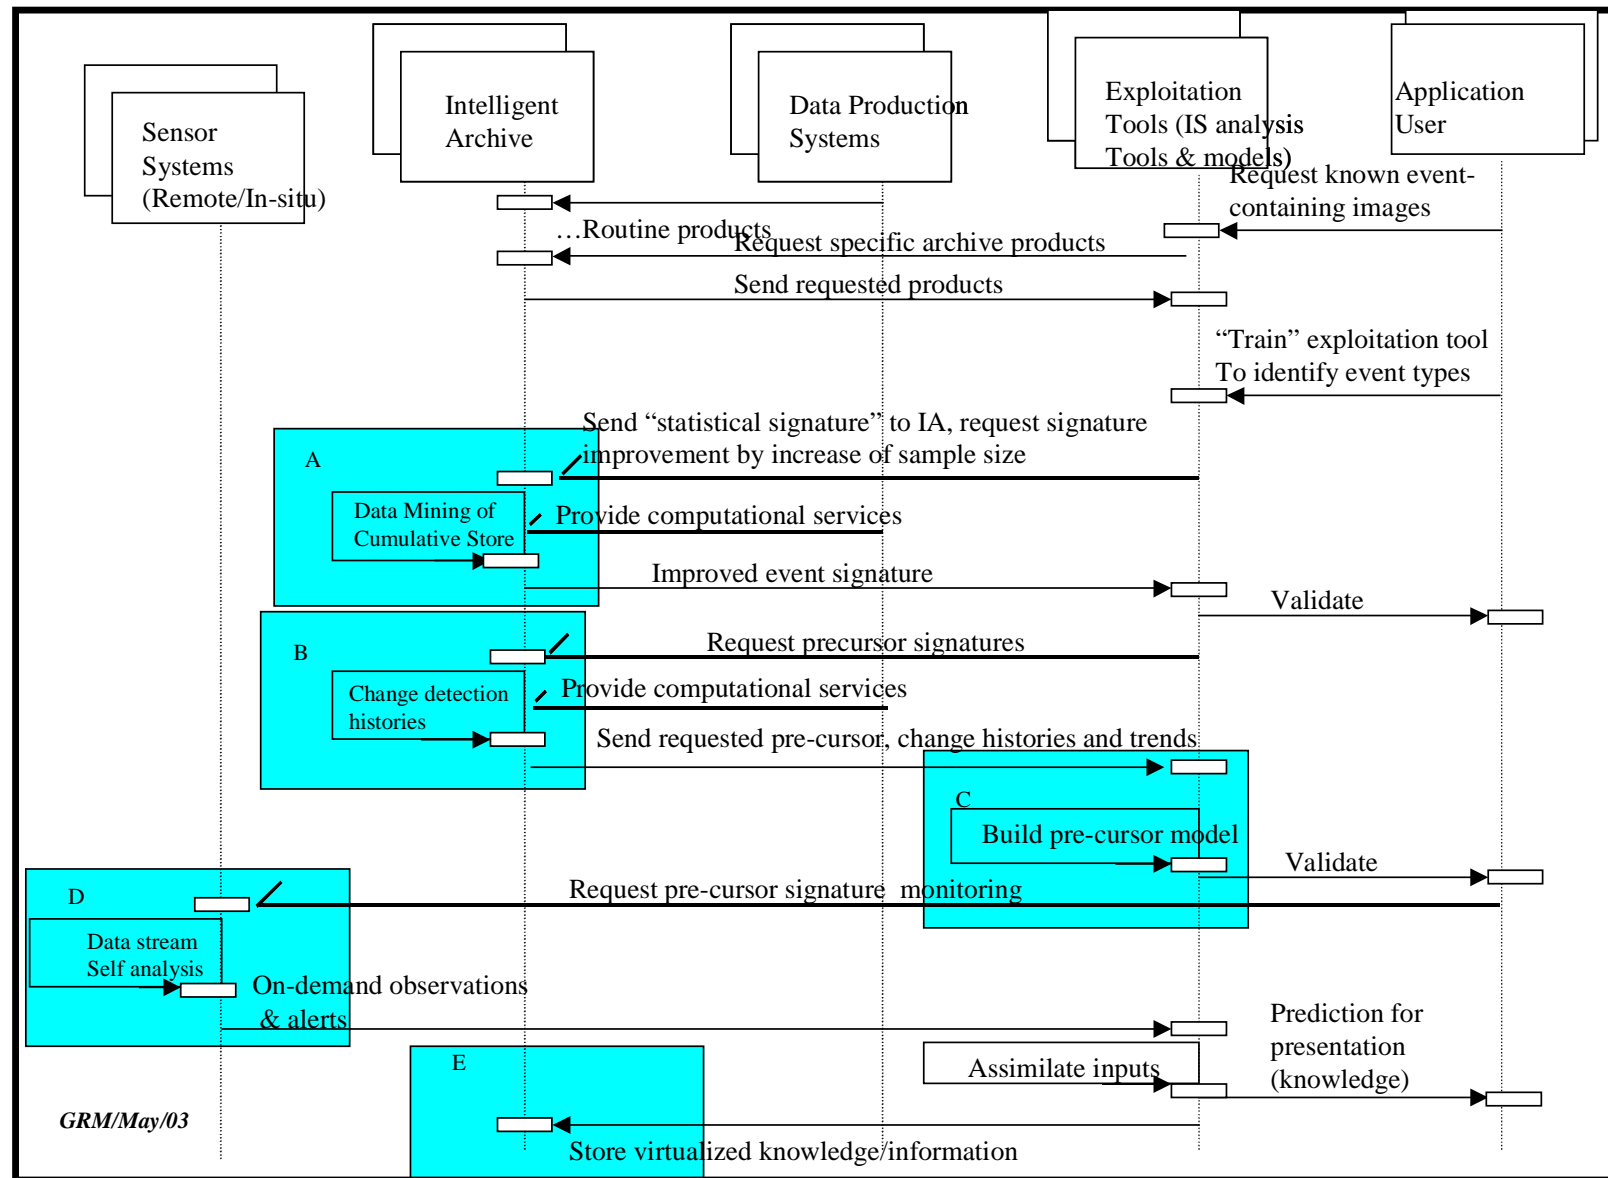 Sensor
Systems
(Remote/In-situ)
Intelligent
Archive
Data Production
Systems
Exploitation
Tools (IS analysis
Tools & models)
Application
User
Request known event-
containing images
…Routine products
Request specific archive products
Send requested products
“Train” exploitation tool
To identify event types
Send “statistical signature” to IA, request signature
improvement by increase of sample size
A
Data Mining of
Cumulative Store
Provide computational services
Improved event signature
Validate
B
Request precursor signatures
Change detection
histories
Provide computational services
Send requested pre-cursor, change histories and trends
C
Build pre-cursor model
Validate
D
Request pre-cursor signature monitoring
Data stream
Self analysis
On-demand observations
& alerts
Prediction for
presentation
(knowledge)
Assimilate inputs
E
GRM/May/03
Store virtualized knowledge/information